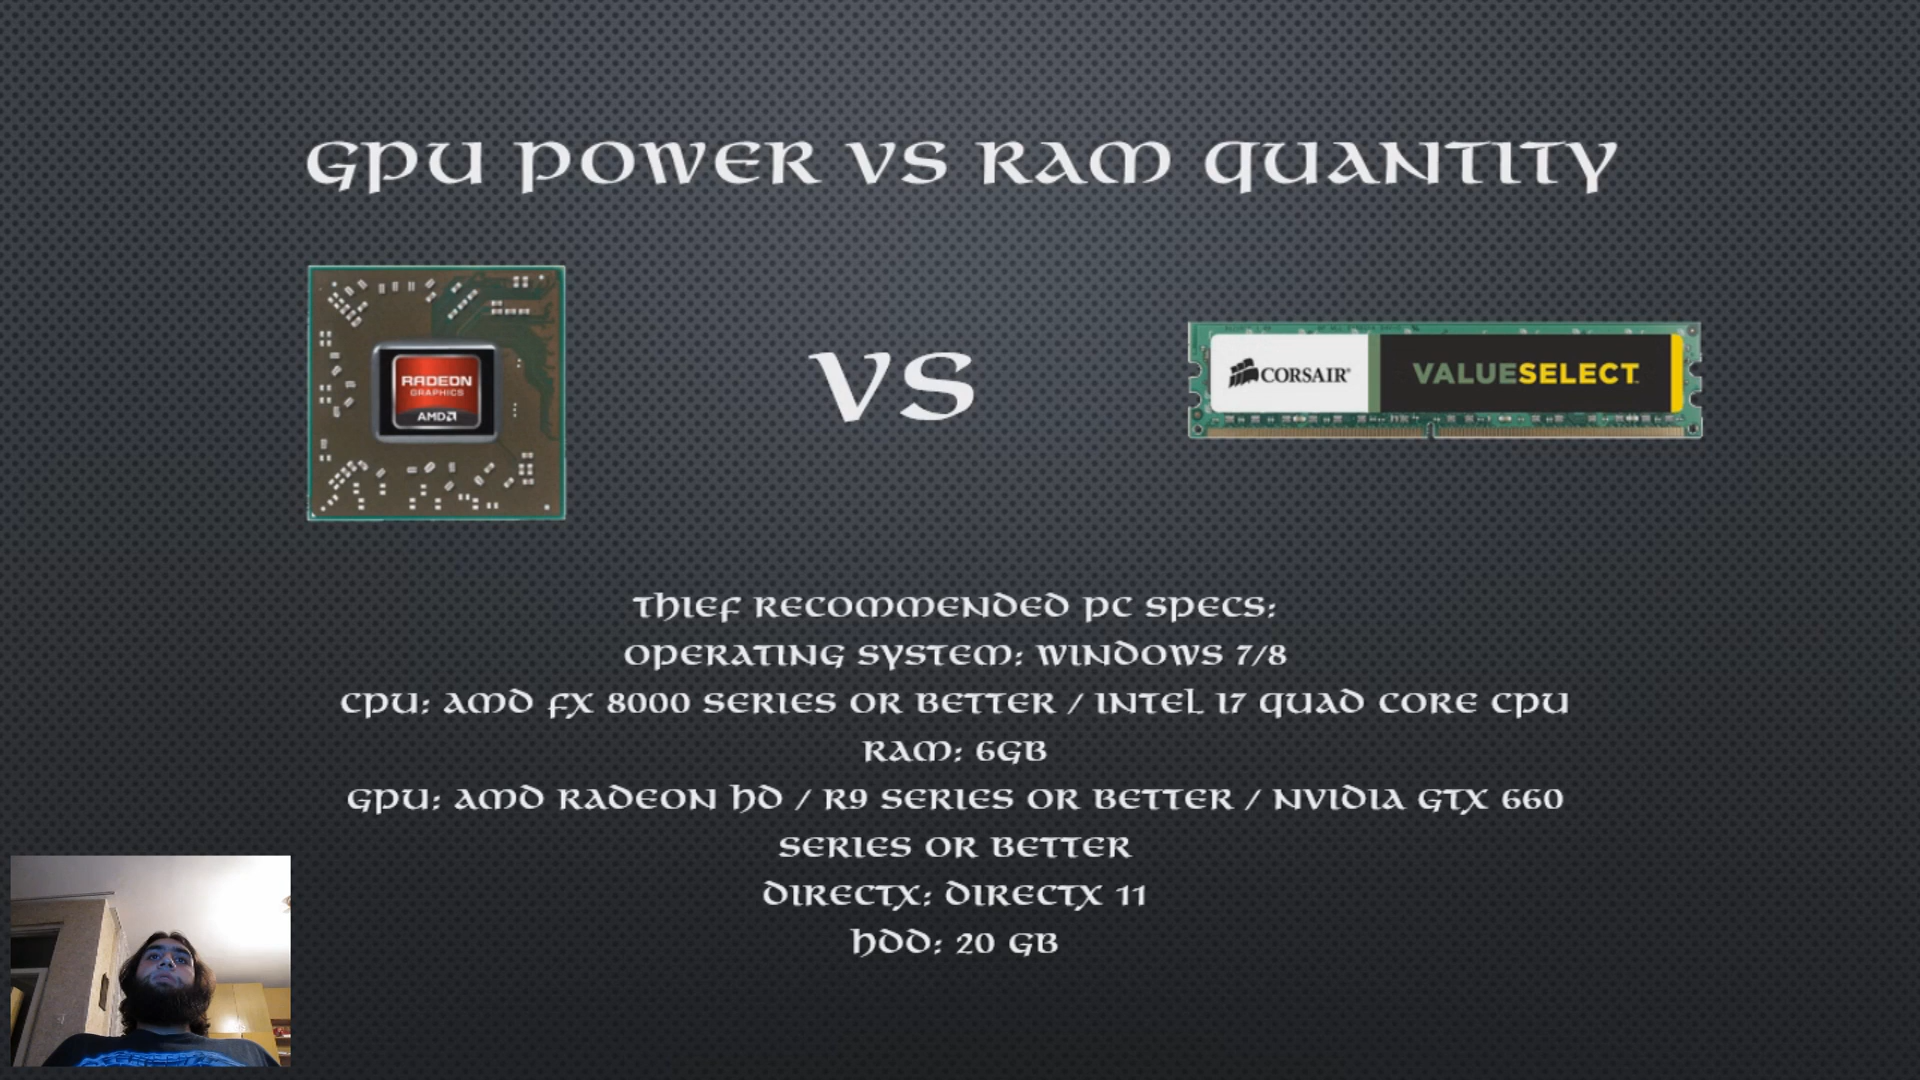 GPU POWER VS RAM QUANTITY
RADEON
GRAPHICS
AMD
VS
CORSAIR
VALUESELECT
THIEF RECOMMENDED PC SPECS:
OPERATING SYSTEM: WINDOWS 7/8
CPU: AMD FX 8000 SERIES OR BETTER / INTEL I7 QUAD CORE CPU
RAM: 6GB
GPU: AMD RADEON HD / R9 SERIES OR BETTER / NVIDIA GTX 660
SERIES OR BETTER
DIRECTX: DIRECTX 11
HDD: 20 GB